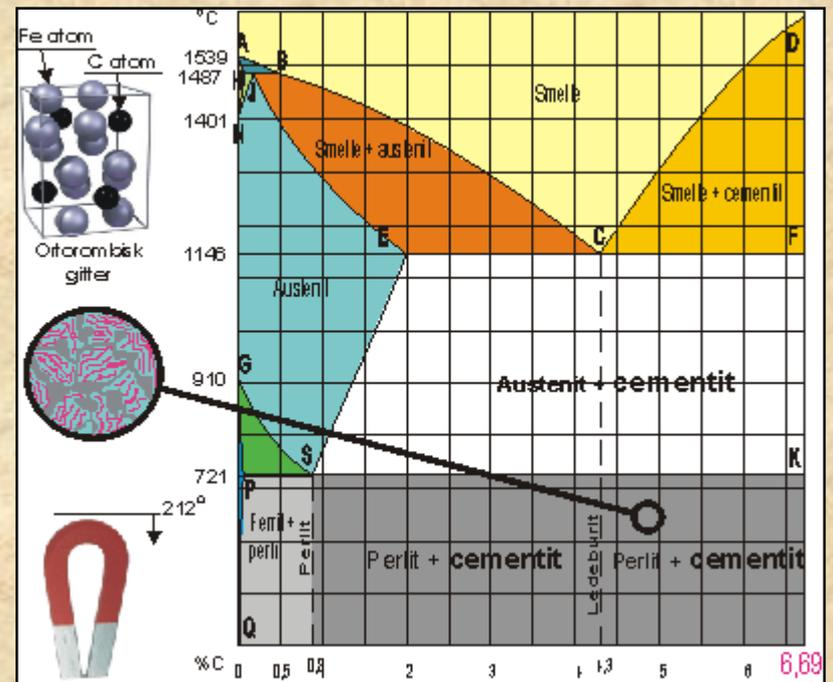 °C
Fe atom
C atom
1539
1487
1401
1146
910
721
212°
Ortorombisk
gitter
A
B
D
H
J
N
Smelte
Smelte + austenit
Smelte + cementit
E
C
F
Austenit
G
Austenit + cementit
S
K
P
Ferrit +
perlit
Perlit
Perlit + cementit
Ledeburit
Perlit + cementit
Q
%C
0
0,5
2
3
4
4,3
5
6
6,69